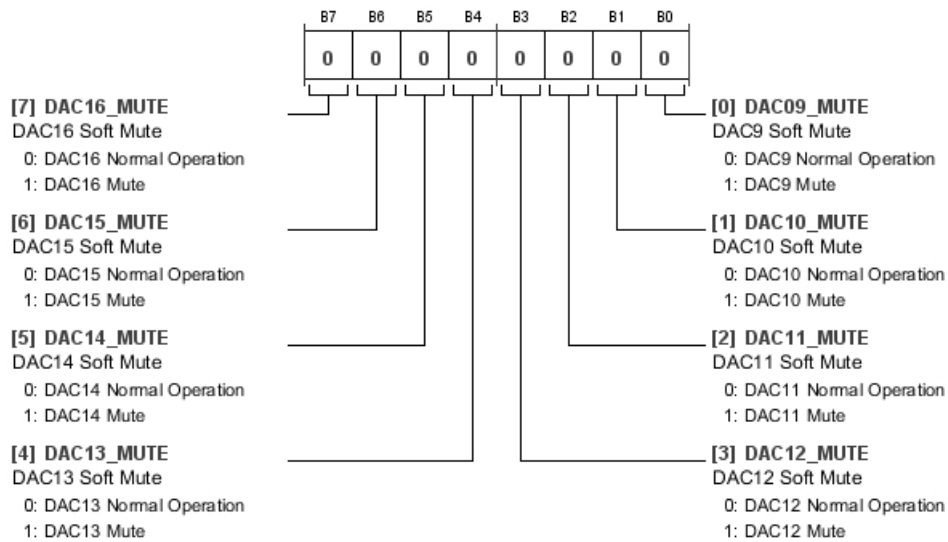 B7 B6 B5 B4 B3 B2 B1 B0
0 0 0 0 0 0 0 0
[7] DAC16_MUTE
DAC16 Soft Mute
0: DAC16 Normal Operation
1: DAC16 Mute
[6] DAC15_MUTE
DAC15 Soft Mute
0: DAC15 Normal Operation
1: DAC15 Mute
[5] DAC14_MUTE
DAC14 Soft Mute
0: DAC14 Normal Operation
1: DAC14 Mute
[4] DAC13_MUTE
DAC13 Soft Mute
0: DAC13 Normal Operation
1: DAC13 Mute
[0] DAC09_MUTE
DAC9 Soft Mute
0: DAC9 Normal Operation
1: DAC9 Mute
[1] DAC10_MUTE
DAC10 Soft Mute
0: DAC10 Normal Operation
1: DAC10 Mute
[2] DAC11_MUTE
DAC11 Soft Mute
0: DAC11 Normal Operation
1: DAC11 Mute
[3] DAC12_MUTE
DAC12 Soft Mute
0: DAC12 Normal Operation
1: DAC12 Mute